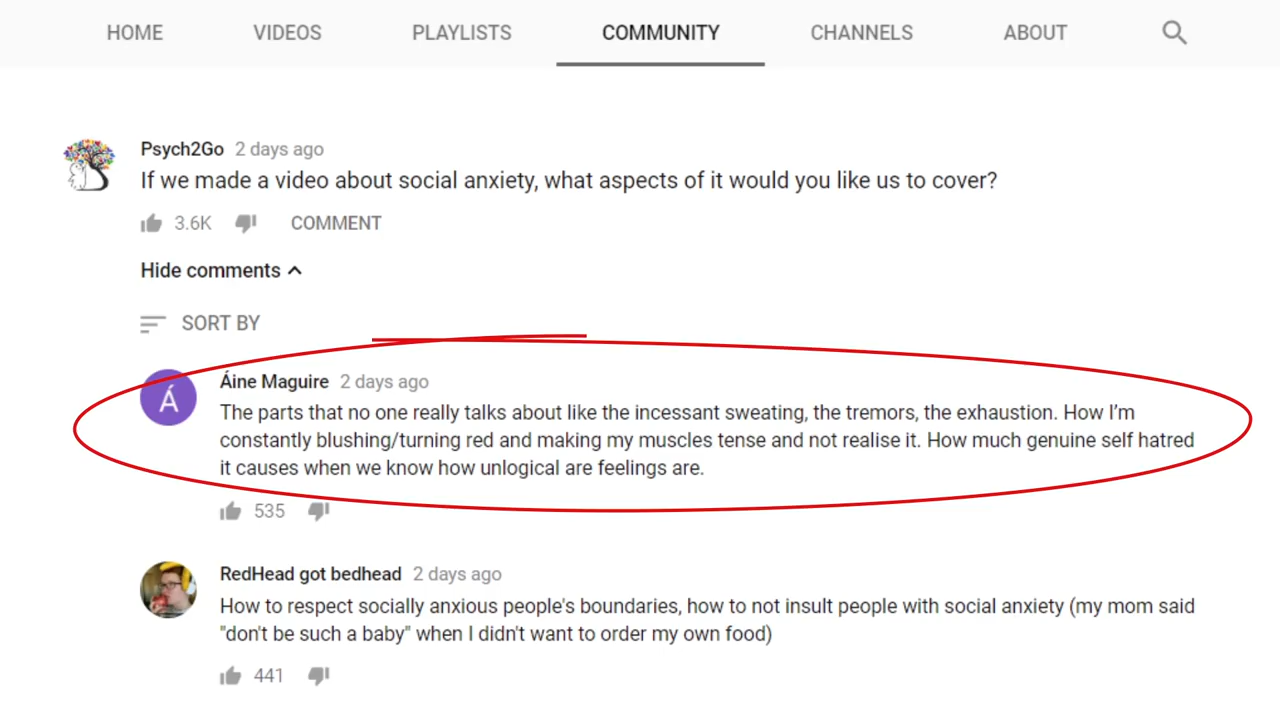 HOME VIDEOS PLAYLISTS COMMUNITY CHANNELS ABOUT
Psych2Go 2 days ago
If we made a video about social anxiety, what aspects of it would you like us to cover?
3.6K COMMENT
Hide comments
SORT BY
Á
Áine Maguire 2 days ago
The parts that no one really talks about like the incessant sweating, the tremors, the exhaustion. How I'm
constantly blushing/turning red and making my muscles tense and not realise it. How much genuine self hatred
it causes when we know how unlogical are feelings are.
535
RedHead got bedhead 2 days ago
How to respect socially anxious people's boundaries, how to not insult people with social anxiety (my mom said
"don't be such a baby" when I didn't want to order my own food)
441